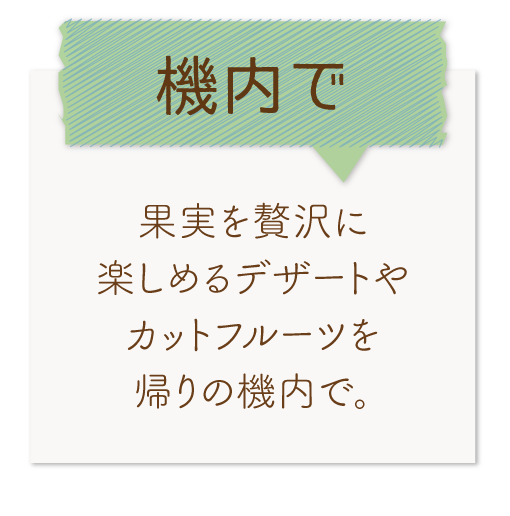 機内で
果実を贅沢に
楽しめるデザートや
カットフルーツを
帰りの機内で。